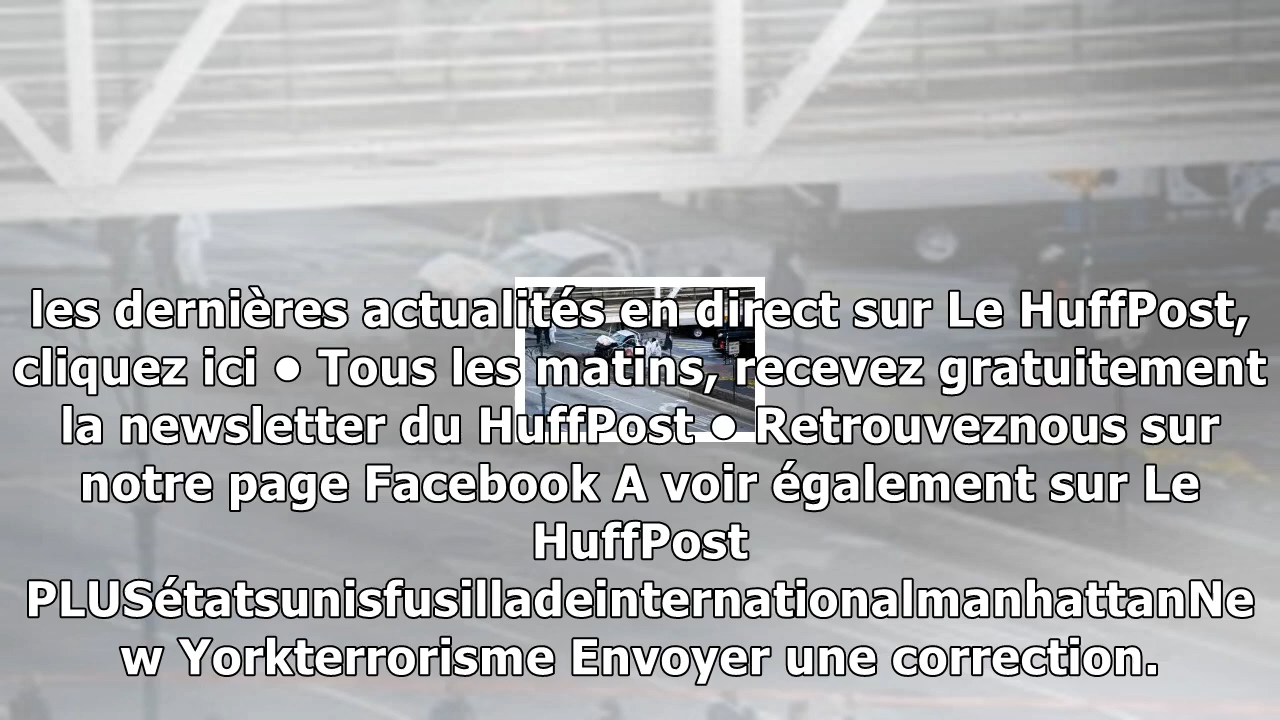 les dernières actualités en direct sur Le HuffPost,
cliquez ici • Tous les matins, recevez gratuitement
la newsletter du HuffPost • Retrouveznous sur
notre page Facebook A voir également sur Le
HuffPost
PLUSétatsunisfusilladeinternationalmanhattanNe
w Yorkterrorisme Envoyer une correction.